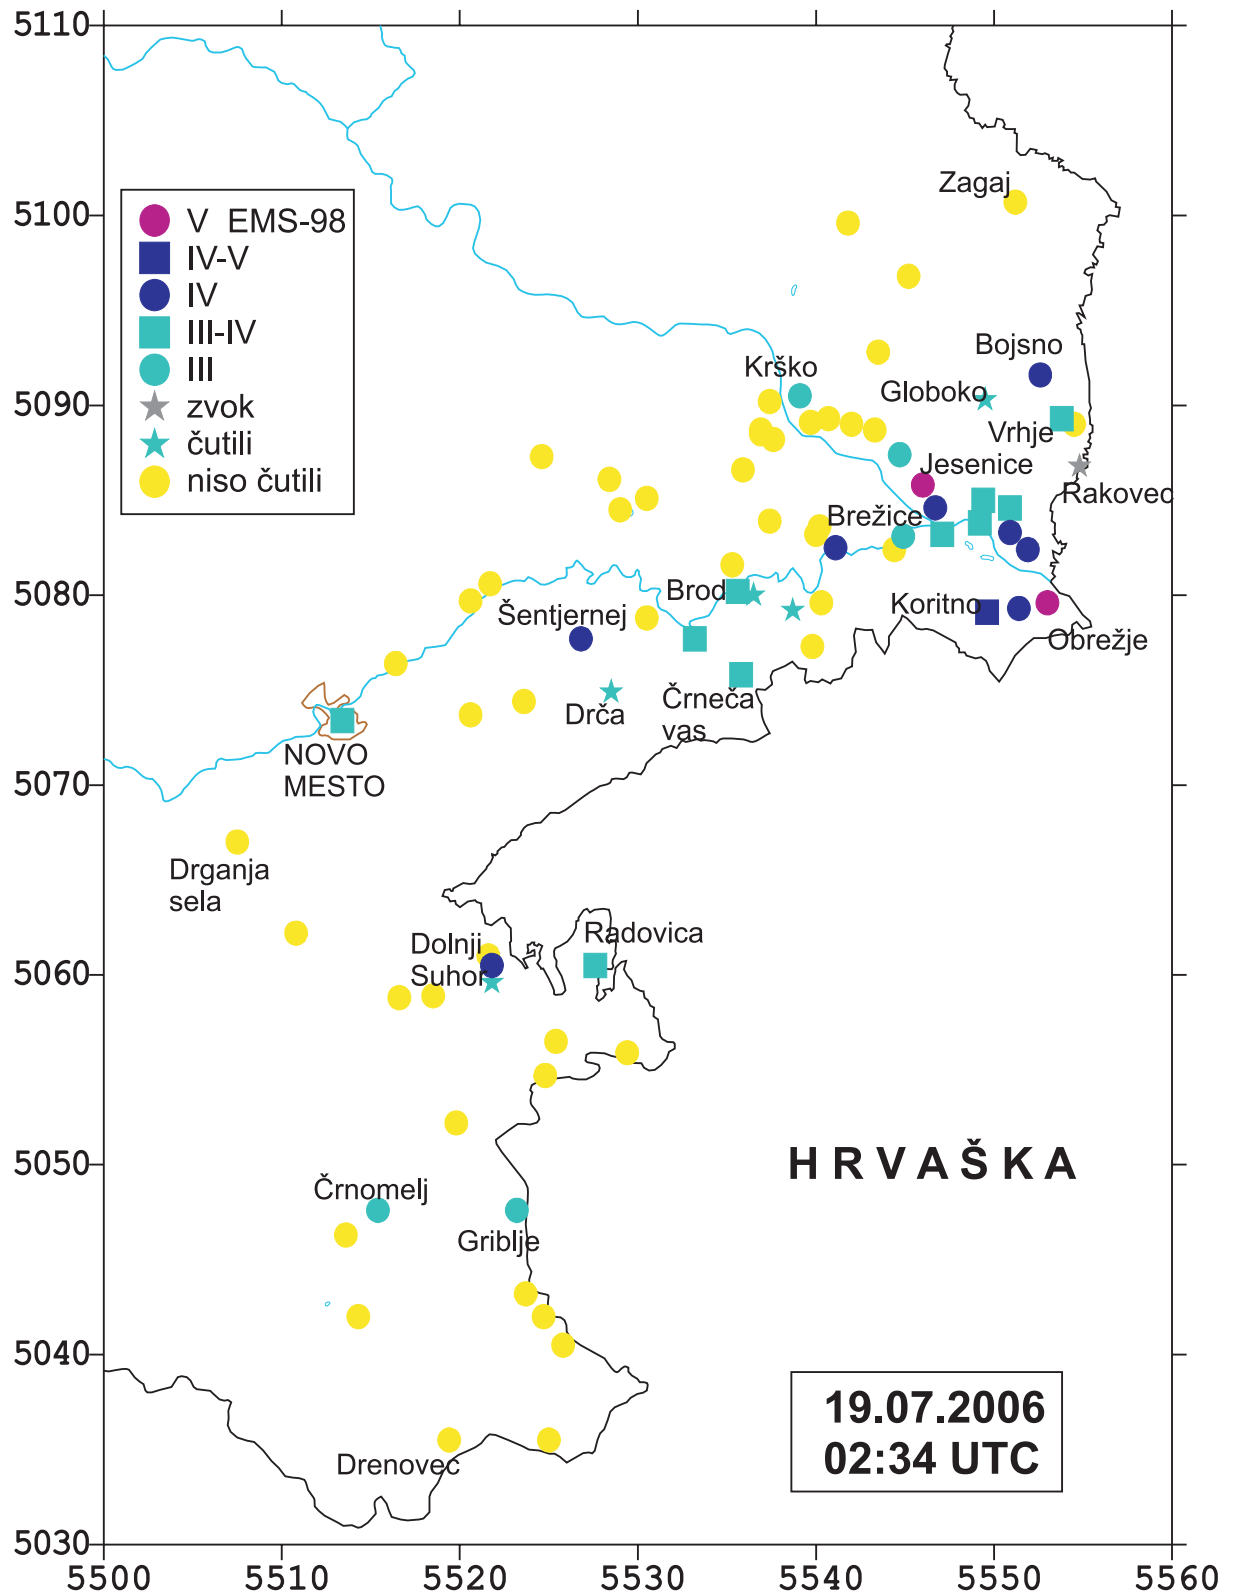 5110
Zagaj
5100
V EMS-98
IV-V
IV
III-IV
III
zvok
čutili
niso čutili
Bojsno
Krško
Globoko
5090
Vrhje
Jesenice
Rakovec
Brežice
5080
Brod
Koritno
Šentjernej
Obrežje
Črneča
vas
Drča
NOVO
MESTO
5070
Drganja
sela
Radovica
Dolnji
Suhor
5060
HRVAŠKA
5050
Črnomelj
Griblje
5040
19.07.2006
02:34 UTC
Drenovec
5030
5500 5510 5520 5530 5540 5550 5560